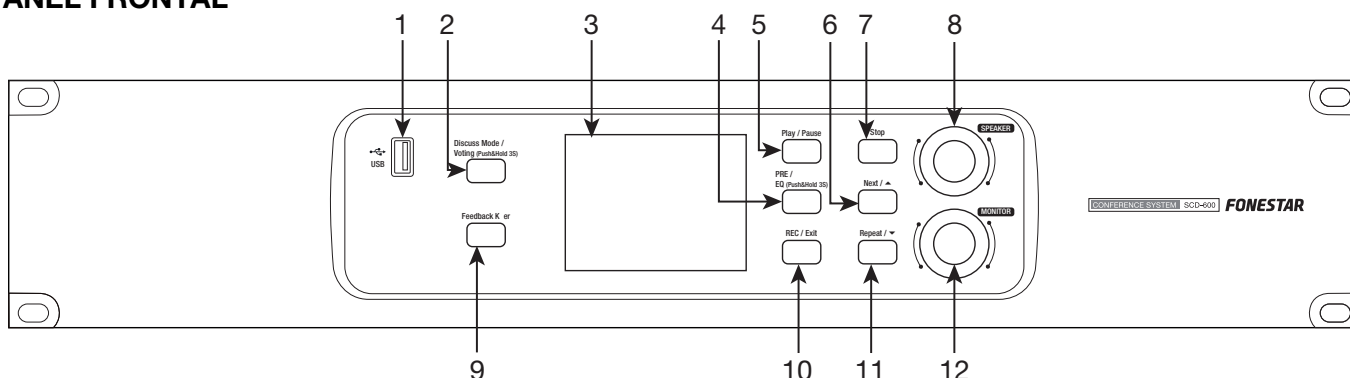 ANEL FRONTAL
1 2 3 4 5 6 7 8
USB
Discuss Mode /
Voting (Push&Hold 3S)
Feedback K er
Play / Pause
PRE /
EQ (Push&Hold 3S)
REC / Exit
Stop
Next / ▲
Repeat / ▼
SPEAKER
MONITOR
CONFERENCE SYSTEM SCD-600 FONESTAR
9 10 11 12